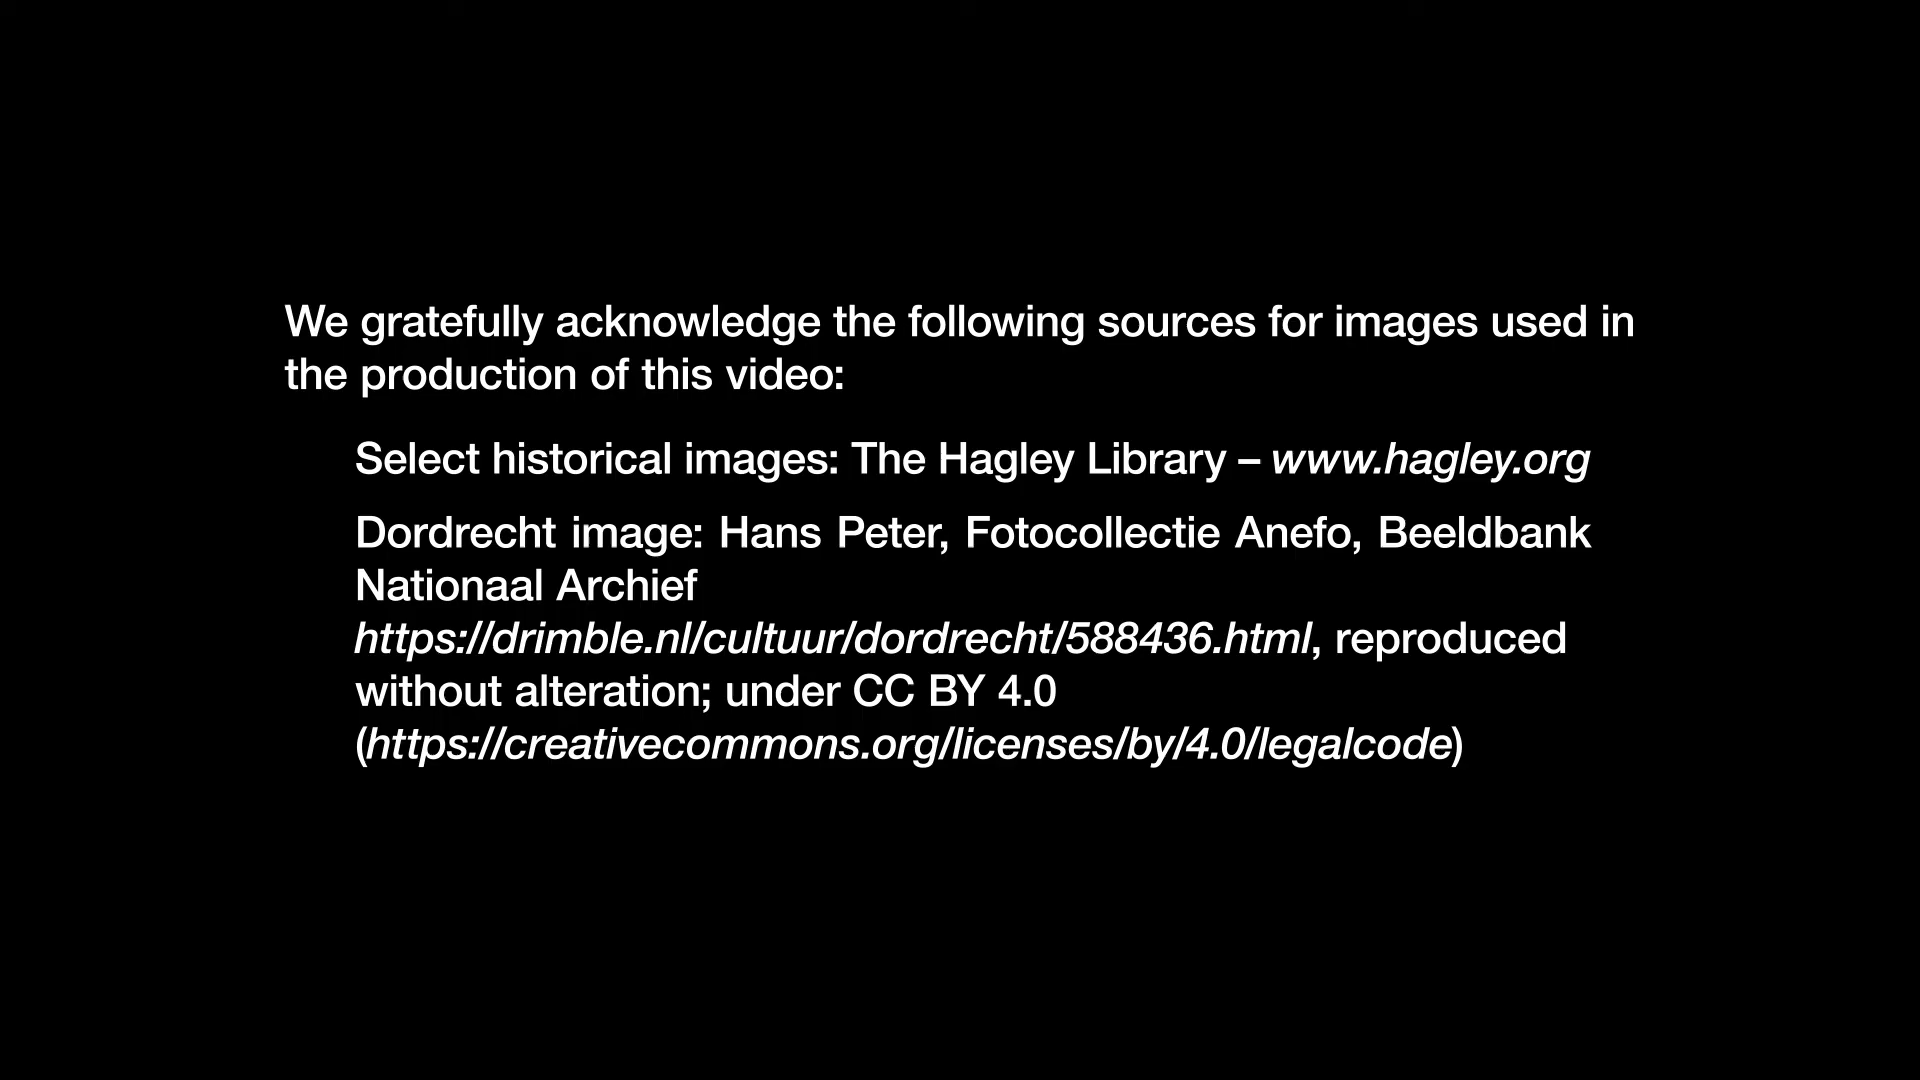 We gratefully acknowledge the following sources for images used in
the production of this video:
Select historical images: The Hagley Library – www.hagley.org
Dordrecht image: Hans Peter, Fotocollectie Anefo, Beeldbank
Nationaal Archief
https://drimble.nl/cultuur/dordrecht/588436.html, reproduced
without alteration; under CC BY 4.0
(https://creativecommons.org/licenses/by/4.0/legalcode)